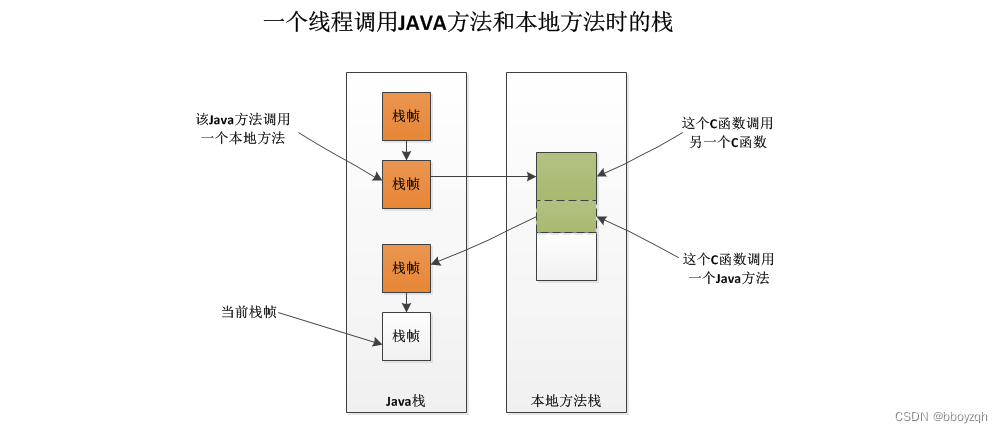 一个线程调用JAVA方法和本地方法时的栈
该Java方法调用
一个本地方法
栈帧
栈帧
栈帧
栈帧
当前栈帧
Java栈
这个C函数调用
另一个C函数
这个C函数调用
一个Java方法
本地方法栈
CSDN @bboyzqh